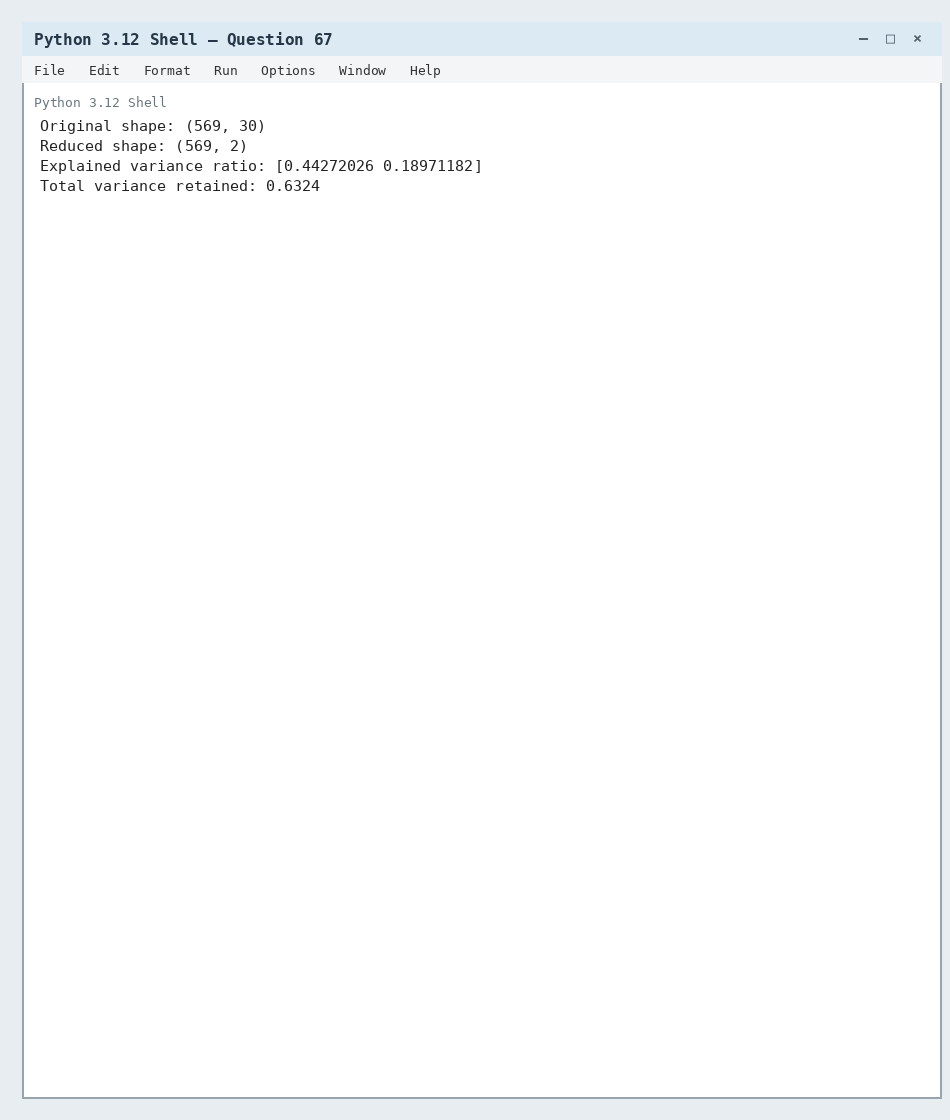 Python 3.12 Shell — Question 67
File Edit Format Run Options Window Help
Python 3.12 Shell
Original shape: (569, 30)
Reduced shape: (569, 2)
Explained variance ratio: [0.44272026 0.18971182]
Total variance retained: 0.6324